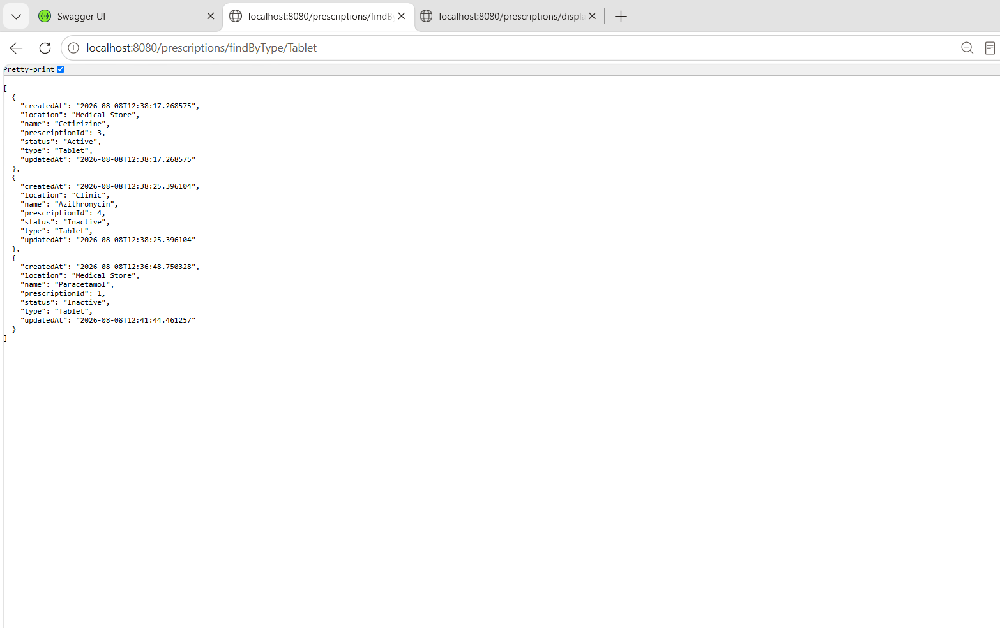 Swagger UI
localhost:8080/prescriptions/findB
localhost:8080/prescriptions/displa
localhost:8080/prescriptions/findByType/Tablet
Pretty-print
[
  {
    "createdAt": "2026-08-08T12:38:17.268575",
    "location": "Medical Store",
    "name": "Cetirizine",
    "prescriptionId": 3,
    "status": "Active",
    "type": "Tablet",
    "updatedAt": "2026-08-08T12:38:17.268575"
  },
  {
    "createdAt": "2026-08-08T12:38:25.396104",
    "location": "Clinic",
    "name": "Azithromycin",
    "prescriptionId": 4,
    "status": "Inactive",
    "type": "Tablet",
    "updatedAt": "2026-08-08T12:38:25.396104"
  },
  {
    "createdAt": "2026-08-08T12:36:48.750328",
    "location": "Medical Store",
    "name": "Paracetamol",
    "prescriptionId": 1,
    "status": "Inactive",
    "type": "Tablet",
    "updatedAt": "2026-08-08T12:41:44.461257"
  }
]